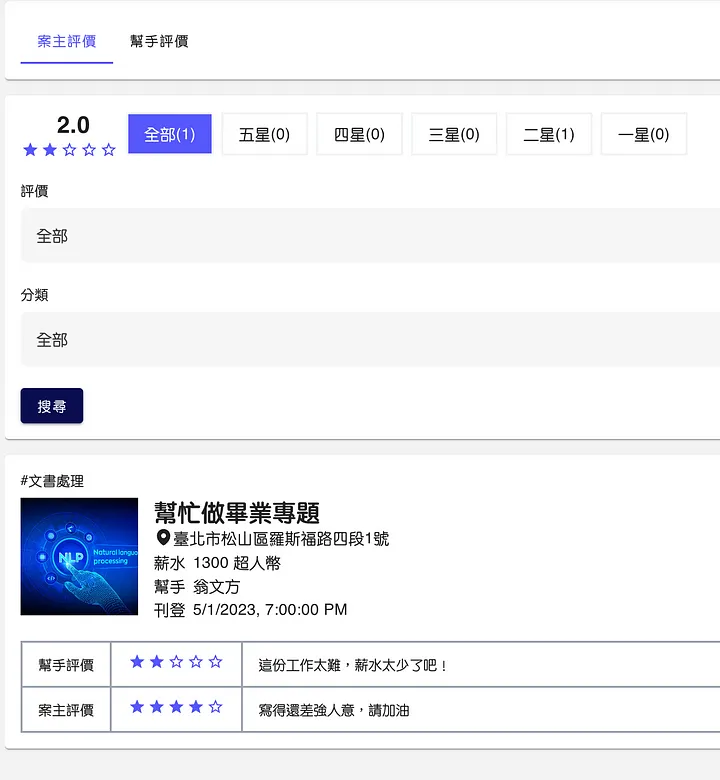 案主評價 幫手評價
2.0
全部(1) 五星(0) 四星(0) 三星(0) 二星(1) 一星(0)
評價
全部
分類
全部
搜尋
#文書處理
NLP
Natural langua
processing
幫忙做畢業專題
臺北市松山區羅斯福路四段1號
薪水 1300 超人幣
幫手 翁文方
刊登 5/1/2023, 7:00:00 PM
幫手評價 這份工作太難，薪水太少了吧！
案主評價 寫得還差強人意，請加油